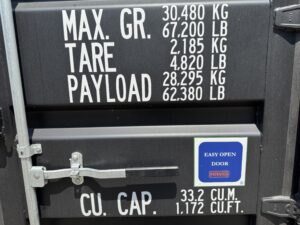 MAX. GR. 30.480 KG
67.200 LB
TARE 2.185 KG
4.820 LB
PAYLOAD 28.295 KG
62.380 LB
EASY OPEN
DOOR
CU. CAP. 33.2 CU.M.
1.172 CU.FT.